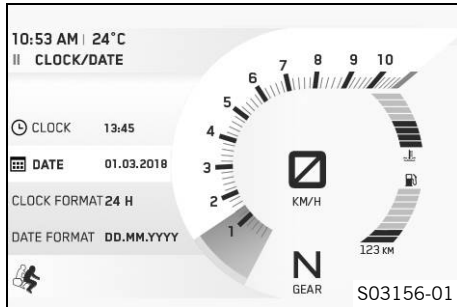 10:53 AM | 24°C
CLOCK/DATE
CLOCK 13:45
DATE 01.03.2018
CLOCK FORMAT 24 H
DATE FORMAT DD.MM.YYYY
1
2
3
4
5
6
7
8
9
10
0
KM/H
N
GEAR
123 KM
S03156-01